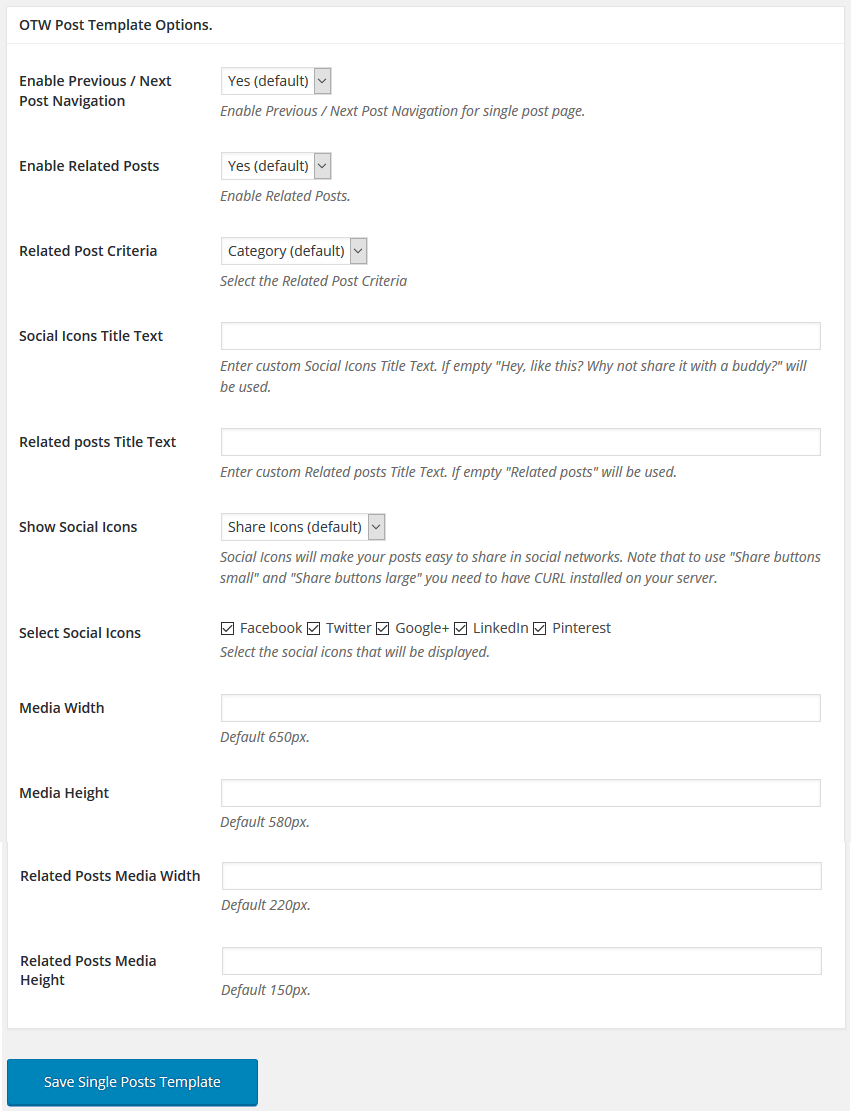 OTW Post Template Options.
Enable Previous / Next
Post Navigation
Yes (default)
Enable Previous / Next Post Navigation for single post page.
Enable Related Posts
Yes (default)
Enable Related Posts.
Related Post Criteria
Category (default)
Select the Related Post Criteria
Social Icons Title Text
Enter custom Social Icons Title Text. If empty "Hey, like this? Why not share it with a buddy?" will
be used.
Related posts Title Text
Enter custom Related posts Title Text. If empty "Related posts" will be used.
Show Social Icons
Share Icons (default)
Social Icons will make your posts easy to share in social networks. Note that to use "Share buttons
small" and "Share buttons large" you need to have CURL installed on your server.
Select Social Icons
Facebook Twitter Google+ LinkedIn Pinterest
Select the social icons that will be displayed.
Media Width
Default 650px.
Media Height
Default 580px.
Related Posts Media Width
Default 220px.
Related Posts Media
Height
Default 150px.
Save Single Posts Template